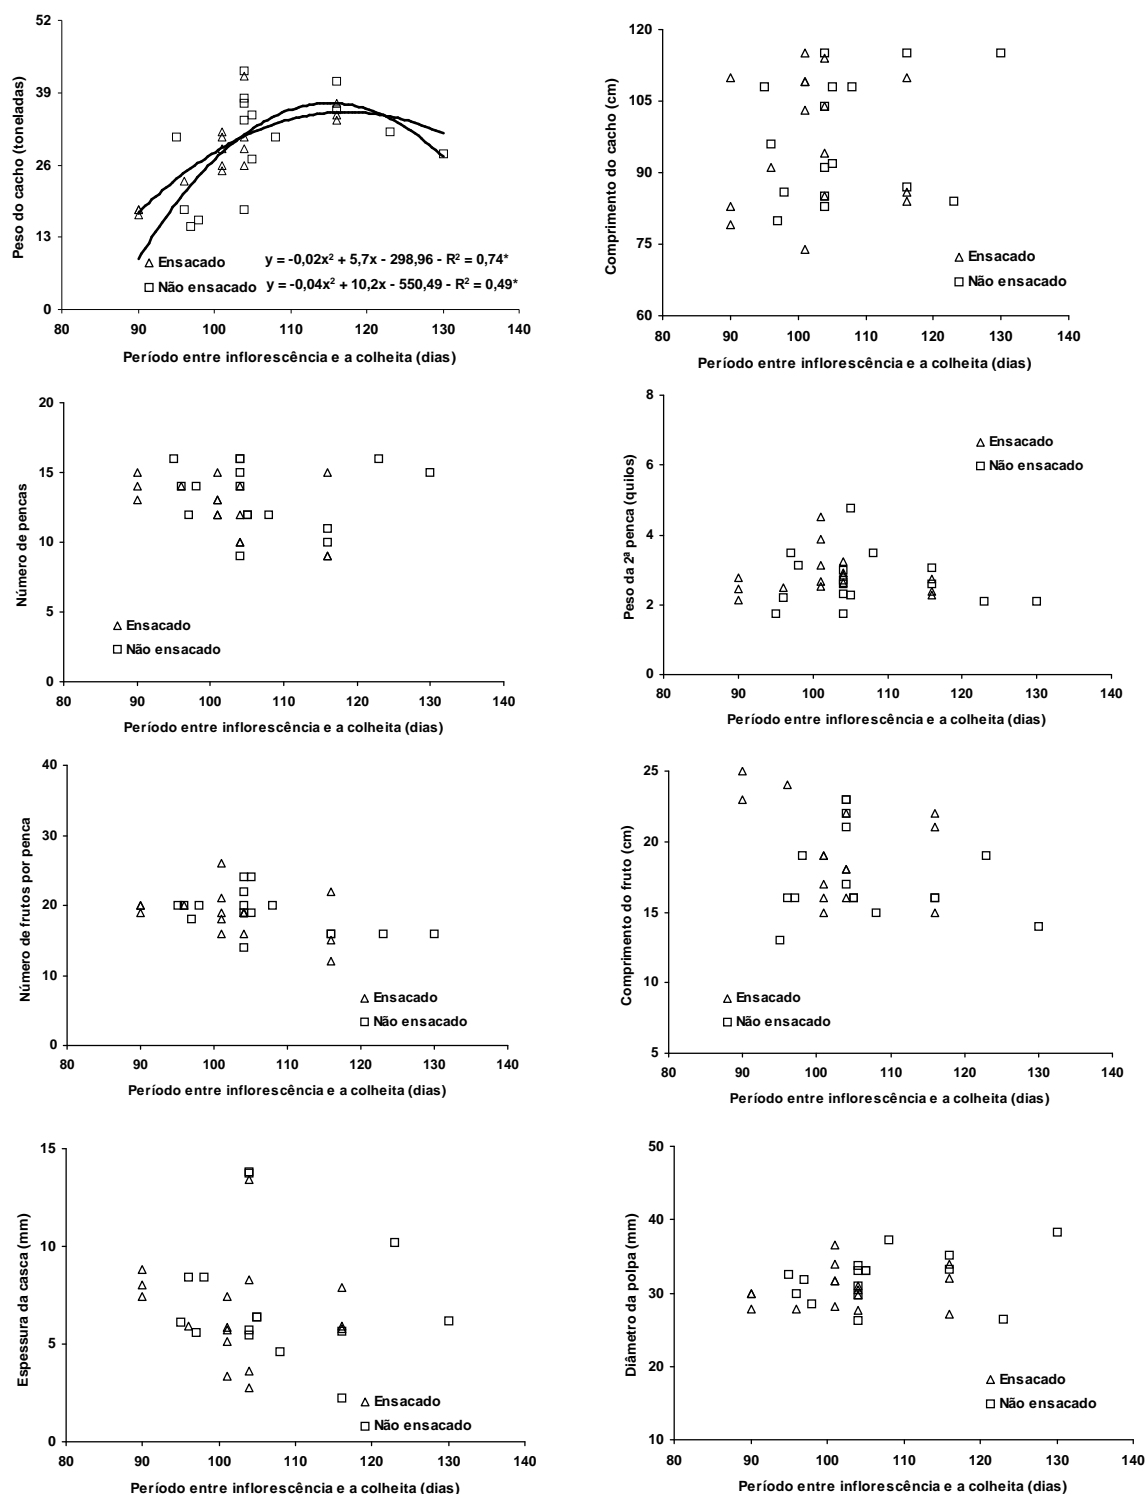 52
39
26
13
0
80
90
100
110
120
130
140
Peso do cacho (toneladas)
Período entre inflorescência e a colheita (dias)
Ensacado y = -0,02x² + 5,7x - 298,96 - R² = 0,74*
Não ensacado y = -0,04x² + 10,2x - 550,49 - R² = 0,49*
120
105
90
75
60
80
90
100
110
120
130
140
Comprimento do cacho (cm)
Período entre inflorescência e a colheita (dias)
Ensacado
Não ensacado
20
15
10
5
0
80
90
100
110
120
130
140
Número de pencas
Período entre inflorescência e a colheita (dias)
Ensacado
Não ensacado
8
6
4
2
0
80
90
100
110
120
130
140
Peso da 2ª penca (quilos)
Período entre inflorescência e a colheita (dias)
Ensacado
Não ensacado
40
30
20
10
0
80
90
100
110
120
130
140
Número de frutos por penca
Período entre inflorescência e a colheita (dias)
Ensacado
Não ensacado
25
20
15
10
5
80
90
100
110
120
130
140
Comprimento do fruto (cm)
Período entre inflorescência e a colheita (dias)
Ensacado
Não ensacado
15
10
5
0
80
90
100
110
120
130
140
Espessura da casca (mm)
Período entre inflorescência e a colheita (dias)
Ensacado
Não ensacado
50
40
30
20
10
80
90
100
110
120
130
140
Diâmetro da polpa (mm)
Período entre inflorescência e a colheita (dias)
Ensacado
Não ensacado